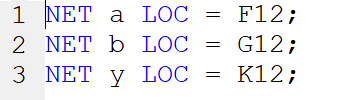 1 NET a LOC = F12;
2 NET b LOC = G12;
3 NET y LOC = K12;